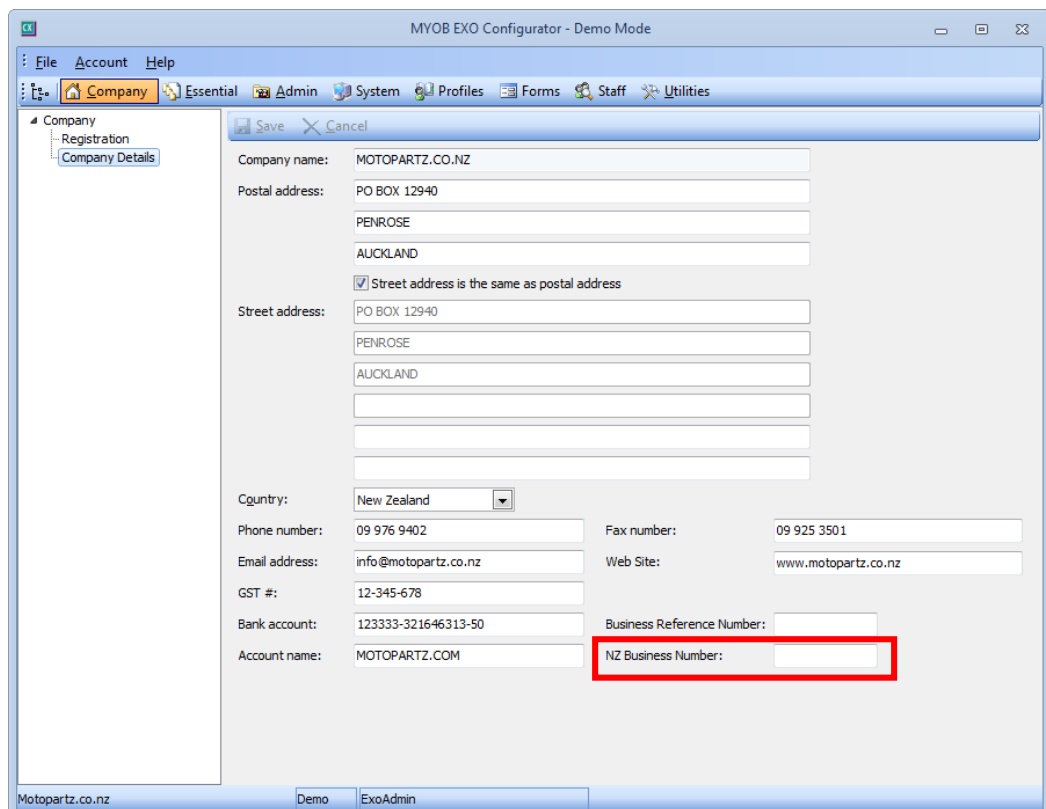 MYOB EXO Configurator - Demo Mode
File Account Help
Company Essential Admin System Profiles Forms Staff Utilities
Company
Registration
Company Details
Save Cancel
Company name: MOTOPARTZ.CO.NZ
Postal address: PO BOX 12940
PENROSE
AUCKLAND
Street address is the same as postal address
Street address: PO BOX 12940
PENROSE
AUCKLAND
Country: New Zealand
Phone number: 09 976 9402 Fax number: 09 925 3501
Email address: info@motopartz.co.nz Web Site: www.motopartz.co.nz
GST #: 12-345-678
Bank account: 123333-321646313-50 Business Reference Number:
Account name: MOTOPARTZ.COM NZ Business Number:
Motopartz.co.nz Demo ExoAdmin